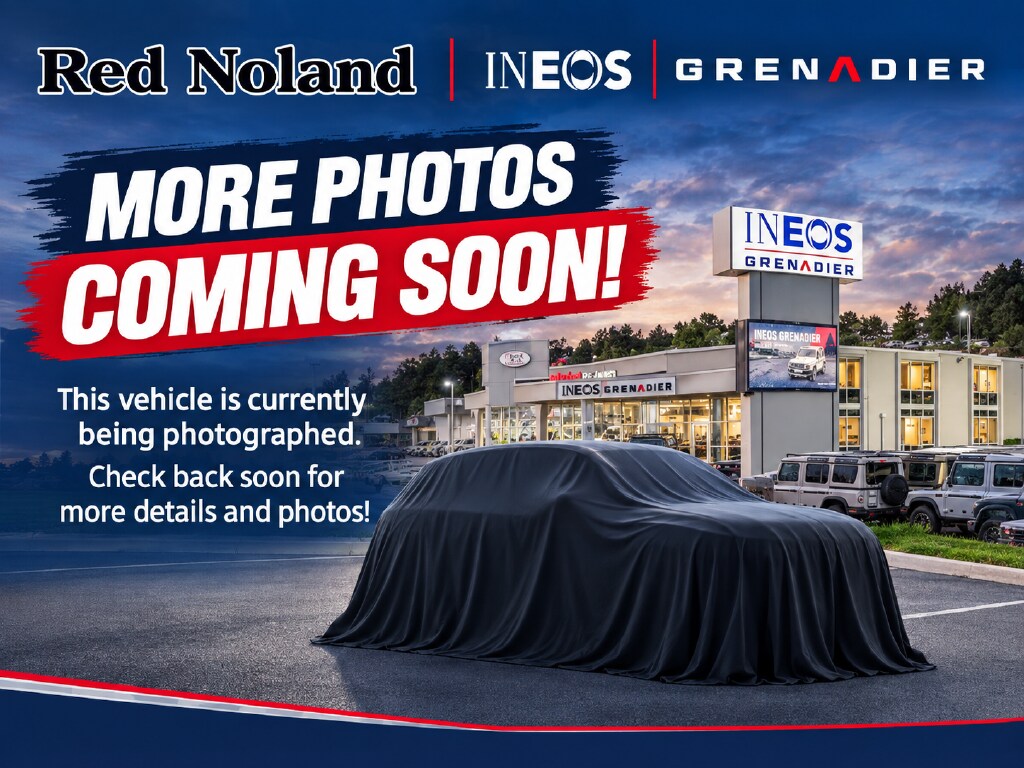 Red Noland | INEOS | GRENADIER
MORE PHOTOS
COMING SOON!
INEOS
GRENADIER
INEOS GRENADIER
INEOS GRENADIER
This vehicle is currently
being photographed.
Check back soon for
more details and photos!